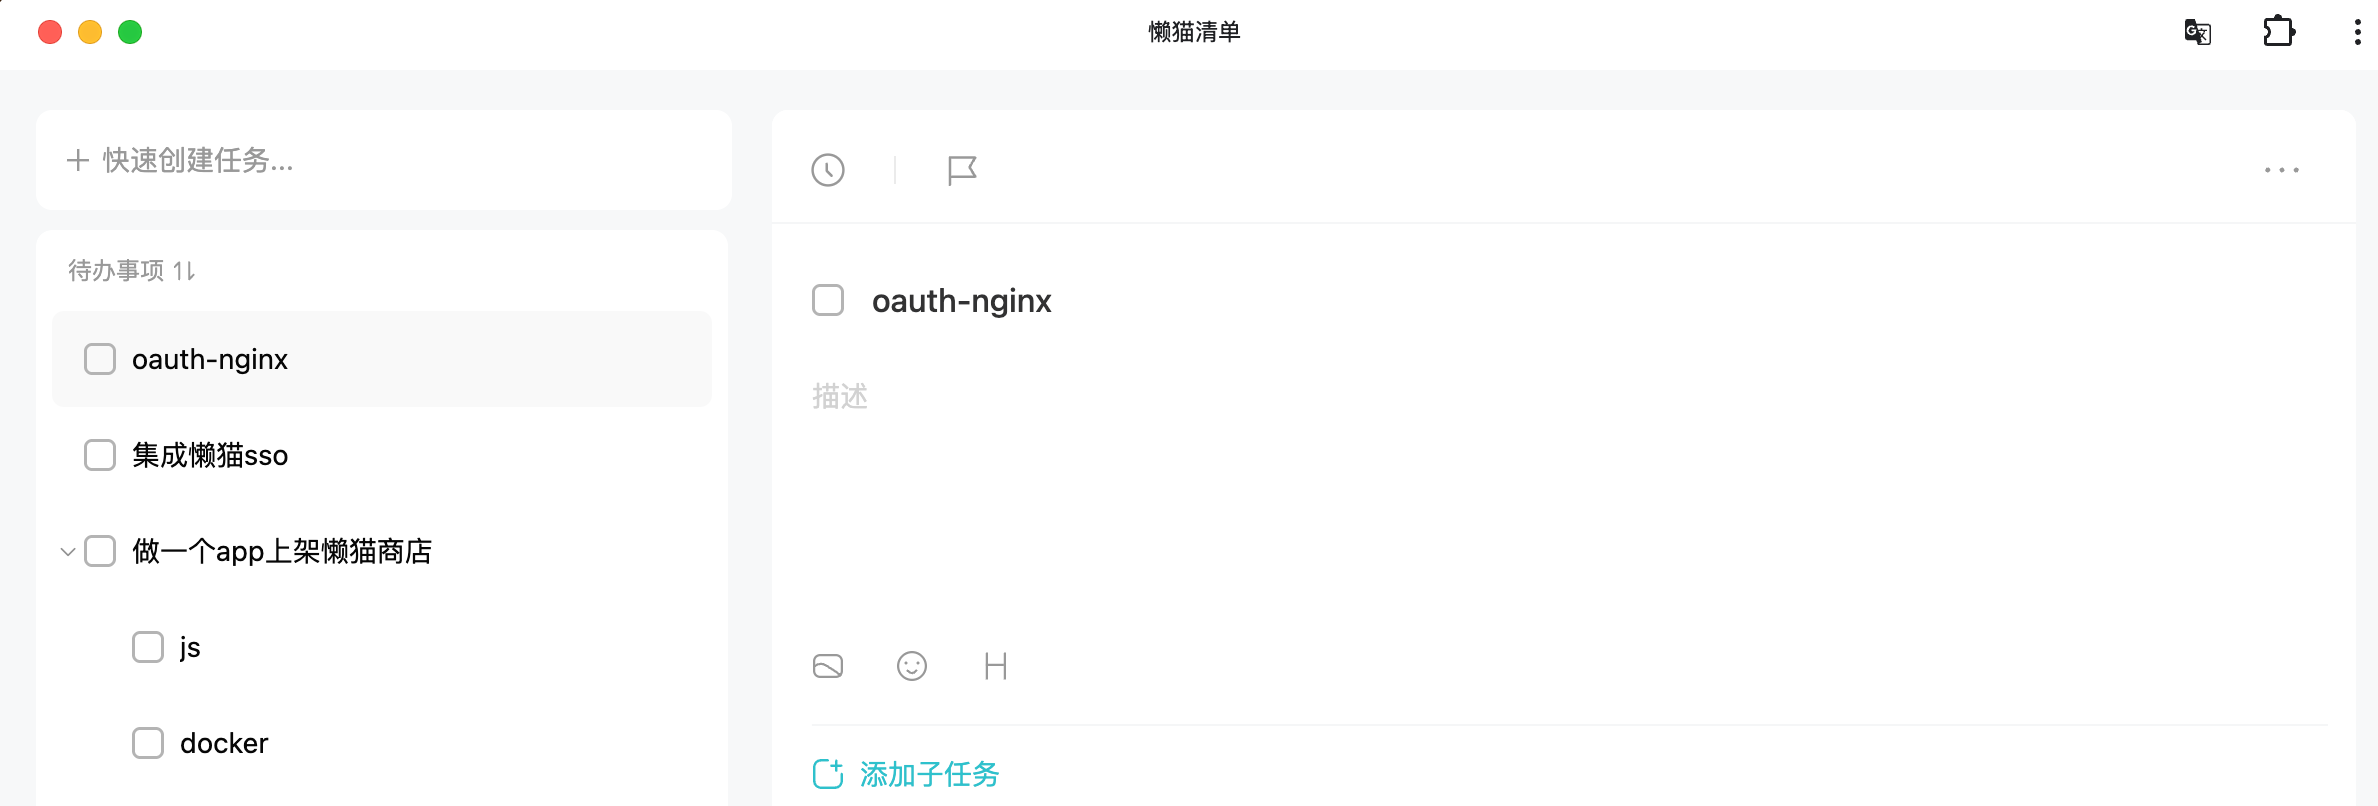 懒猫清单
快速创建任务...
待办事项
oauth-nginx
集成懒猫sso
做一个app上架懒猫商店
js
docker
oauth-nginx
描述
H
添加子任务